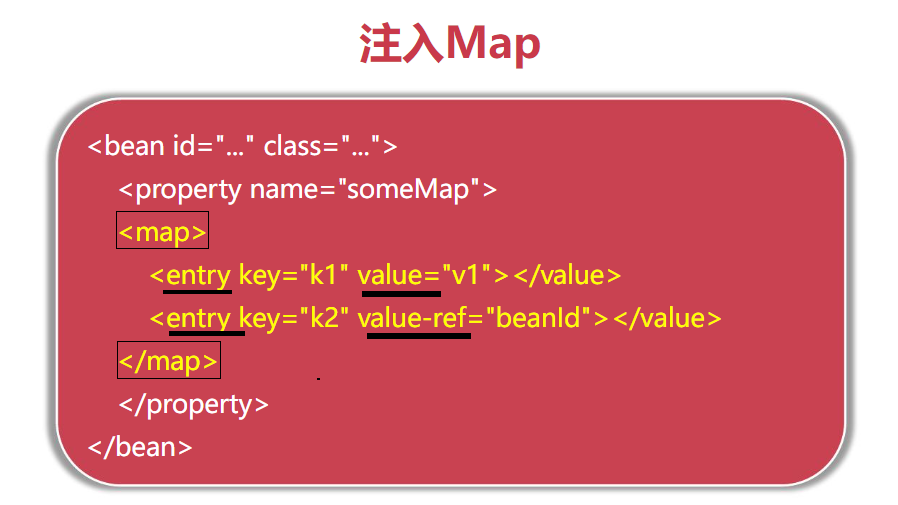 注入Map
<bean id="..." class="...">
<property name="someMap">
<map>
<entry key="k1" value="v1"></value>
<entry key="k2" value-ref="beanId"></value>
</map>
</property>
</bean>